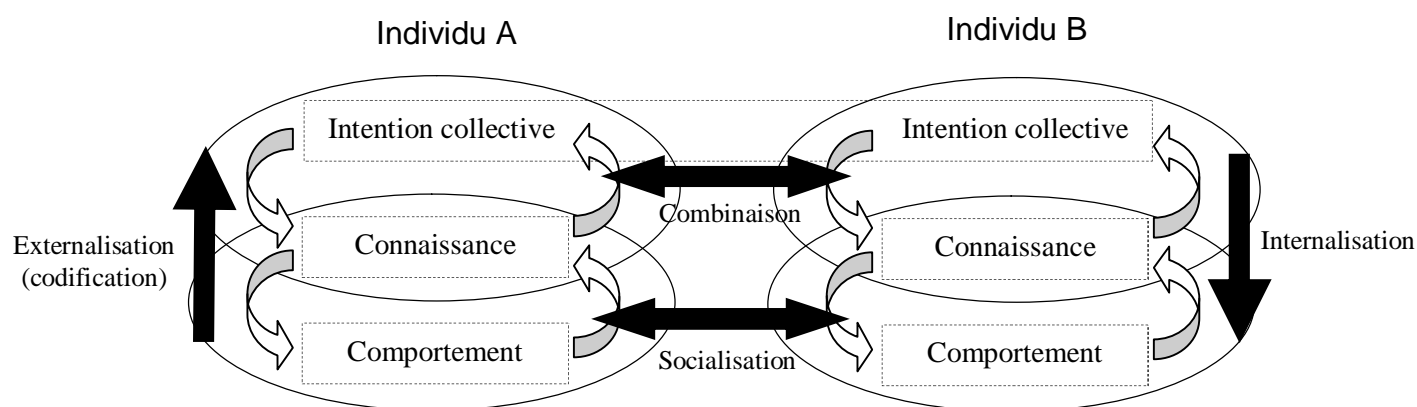 Individu A
Individu B
Intention collective
Intention collective
Combinaison
Externalisation
(codification)
Connaissance
Connaissance
Internalisation
Comportement
Comportement
Socialisation